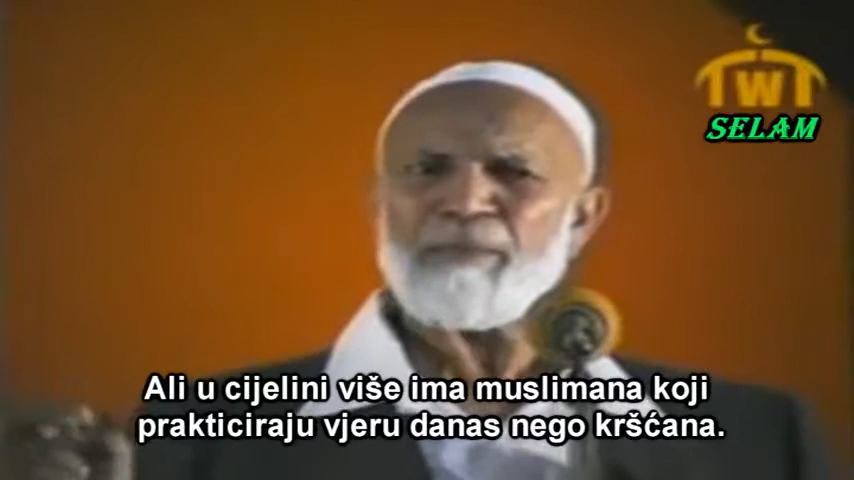 TWT
SELAM
Ali u cijelini više ima muslimana koji
prakticiraju vjeru danas nego kršćana.